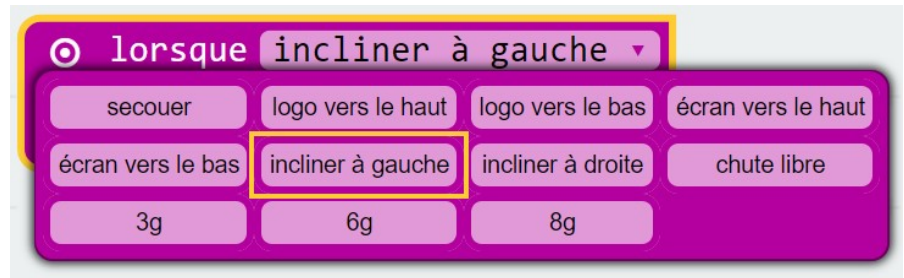 lorsque incliner à gauche
secouer logo vers le haut logo vers le bas écran vers le haut
écran vers le bas incliner à gauche incliner à droite chute libre
3g 6g 8g